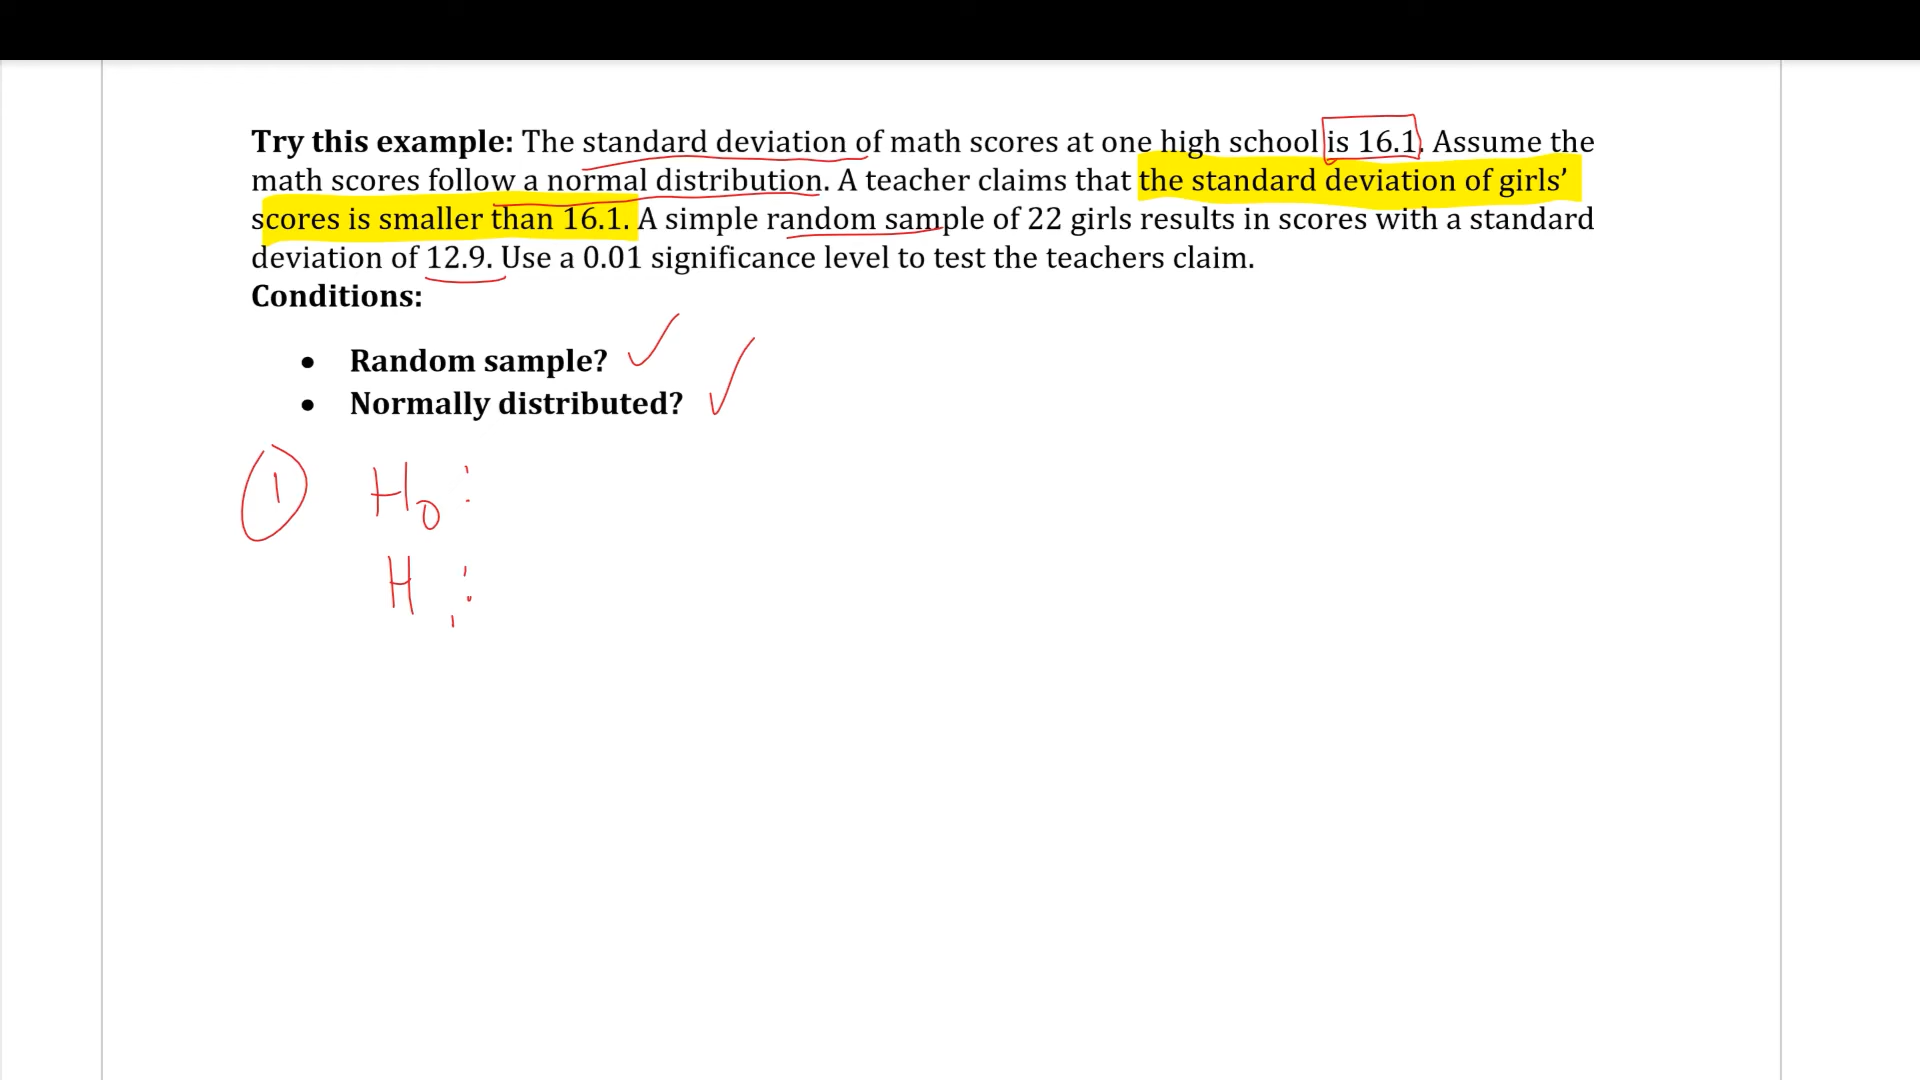 Try this example: The standard deviation of math scores at one high school is 16.1. Assume the
math scores follow a normal distribution. A teacher claims that the standard deviation of girls’
scores is smaller than 16.1. A simple random sample of 22 girls results in scores with a standard
deviation of 12.9. Use a 0.01 significance level to test the teachers claim.
Conditions:
• Random sample? ✓
• Normally distributed? ✓
① H₀ :
H₁ :